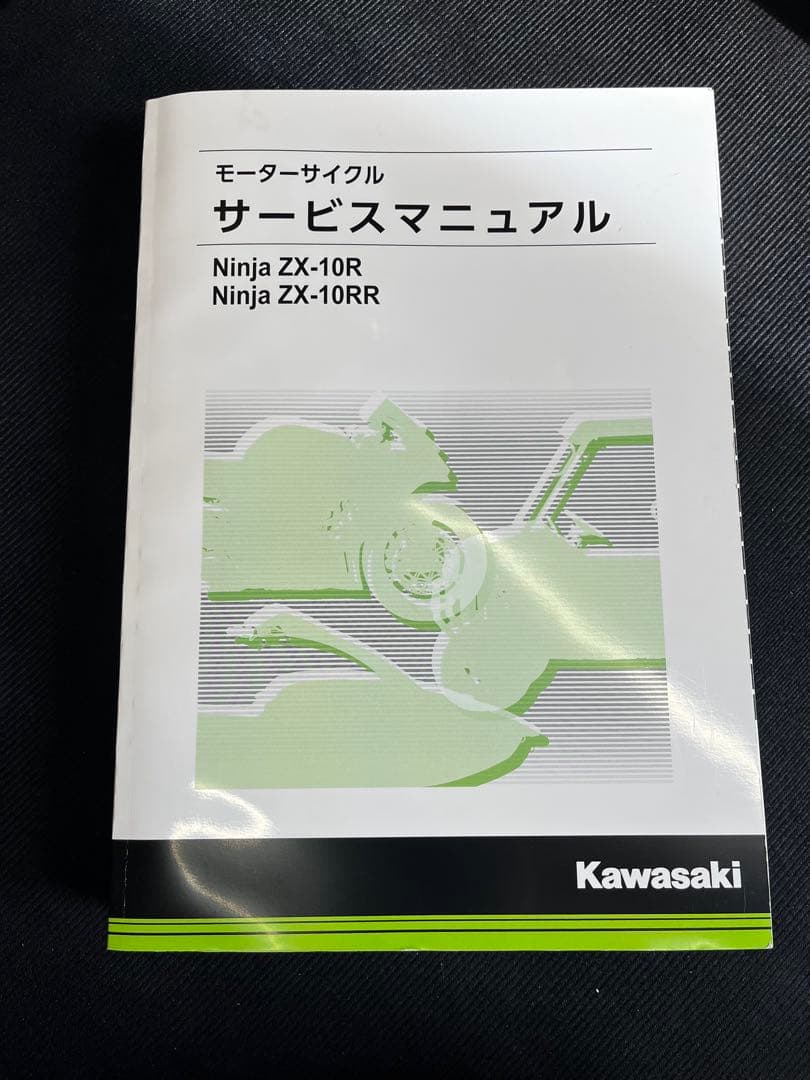 モーターサイクル
サービスマニュアル
Ninja ZX-10R
Ninja ZX-10RR
Kawasaki